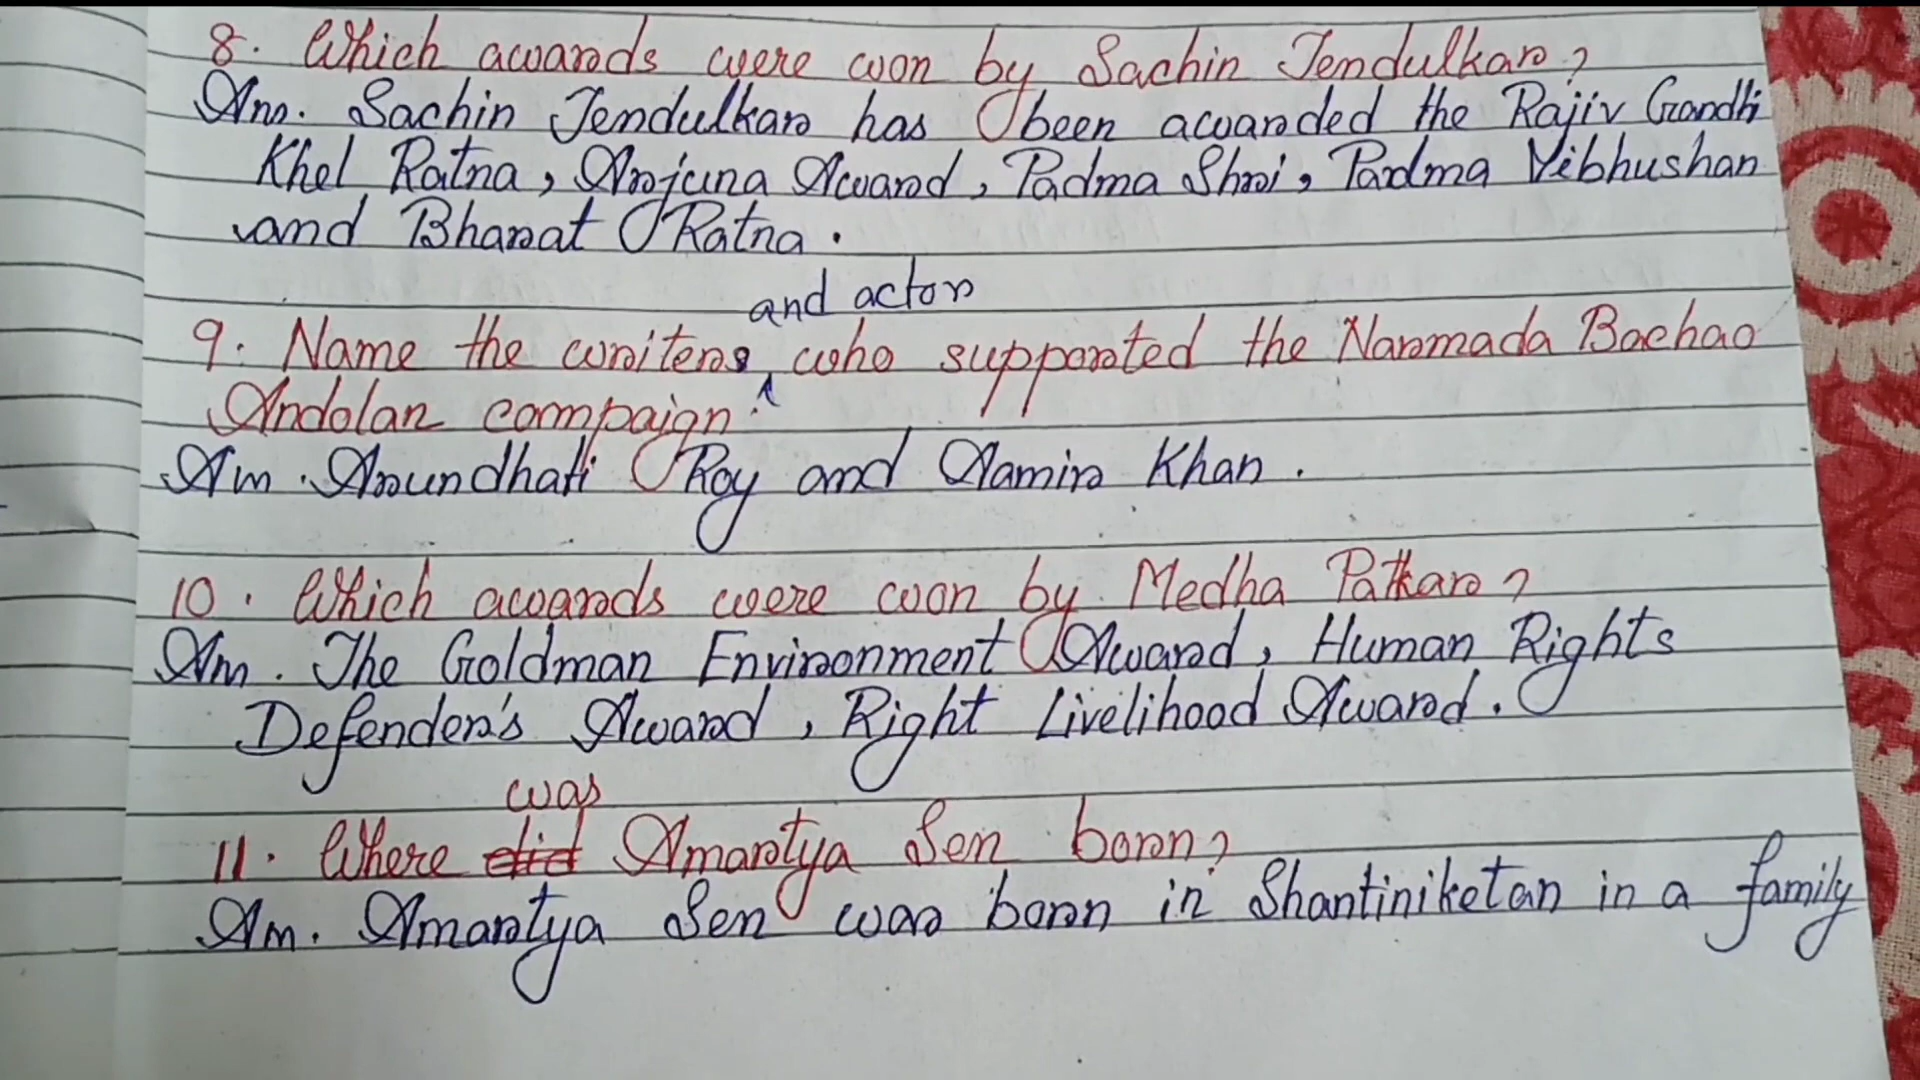 8. Which awards were won by Sachin Tendulkar?
Ans. Sachin Tendulkar has been awarded the Rajiv Gandhi
Khel Ratna, Arjuna Award, Padma Shri, Padma Vibhushan
and Bharat Ratna.
and actor
9. Name the writers, who supported the Narmada Bachao
Andolan campaign.
Ans. Arundhati Roy and Aamir Khan.
10. Which awards were won by Medha Patkar?
Ans. The Goldman Environment Award, Human Rights
Defender's Award, Right Livelihood Award.
was
11. Where did Amartya Sen born?
Ans. Amartya Sen was born in Shantiniketan in a family